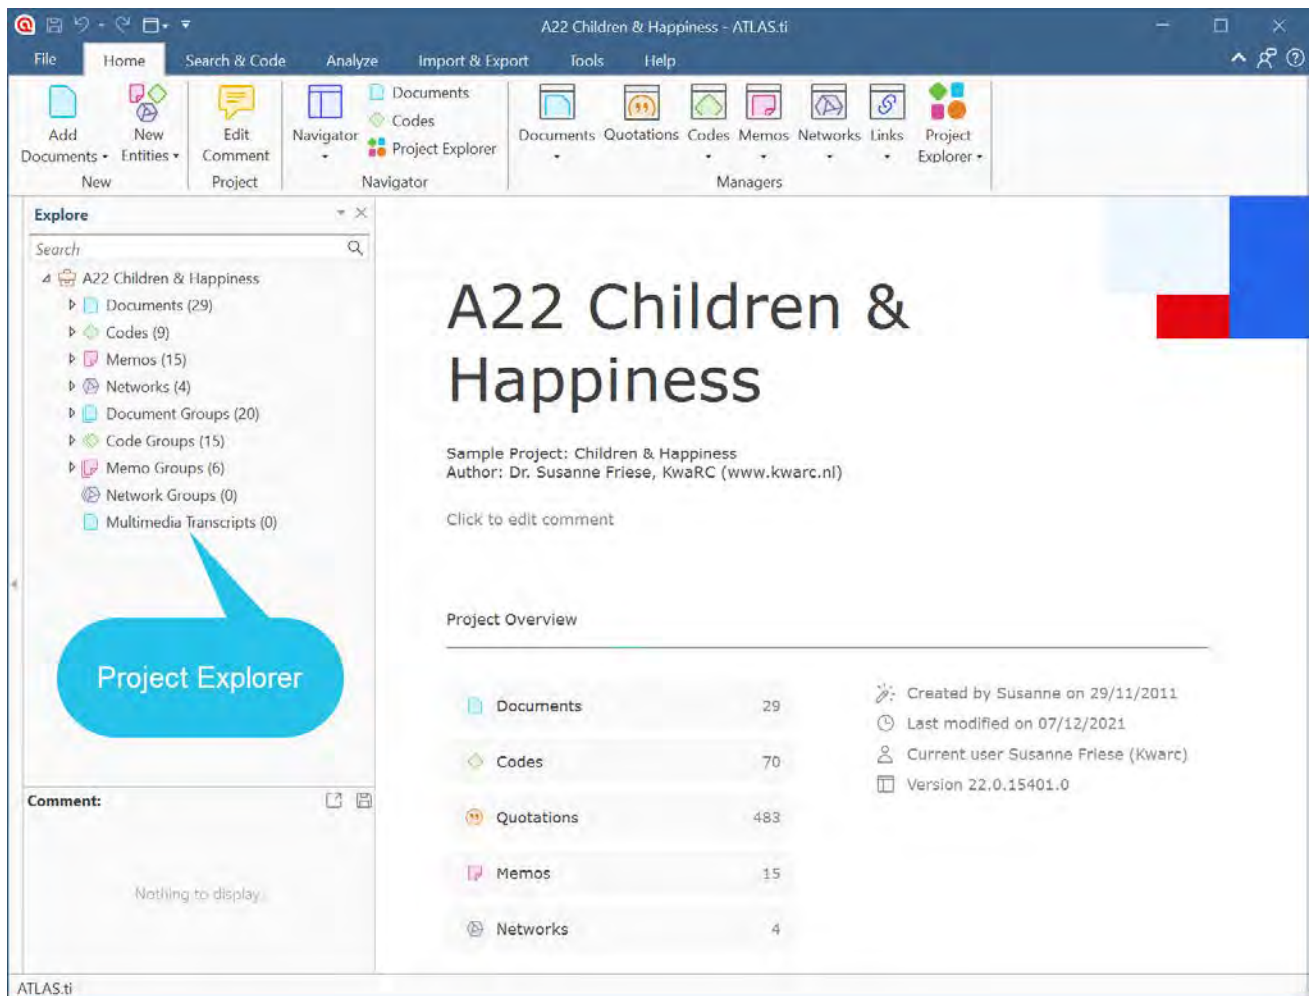 A22 Children & Happiness - ATLAS.ti
File Home Search & Code Analyze Import & Export Tools Help
Add Documents
New Entities
Edit Comment
Navigator
Documents
Codes
Project Explorer
Documents Quotations Codes Memos Networks Links Project Explorer
New Project Navigator Managers
Explore
Search
A22 Children & Happiness
Documents (29)
Codes (9)
Memos (15)
Networks (4)
Document Groups (20)
Code Groups (15)
Memo Groups (6)
Network Groups (0)
Multimedia Transcripts (0)
Project Explorer
Comment:
Nothing to display.
A22 Children &
Happiness
Sample Project: Children & Happiness
Author: Dr. Susanne Friese, KwaRC (www.kwarc.nl)
Click to edit comment
Project Overview
Documents 29
Codes 70
Quotations 483
Memos 15
Networks 4
Created by Susanne on 29/11/2011
Last modified on 07/12/2021
Current user Susanne Friese (Kwarc)
Version 22.0.15401.0
ATLAS.ti